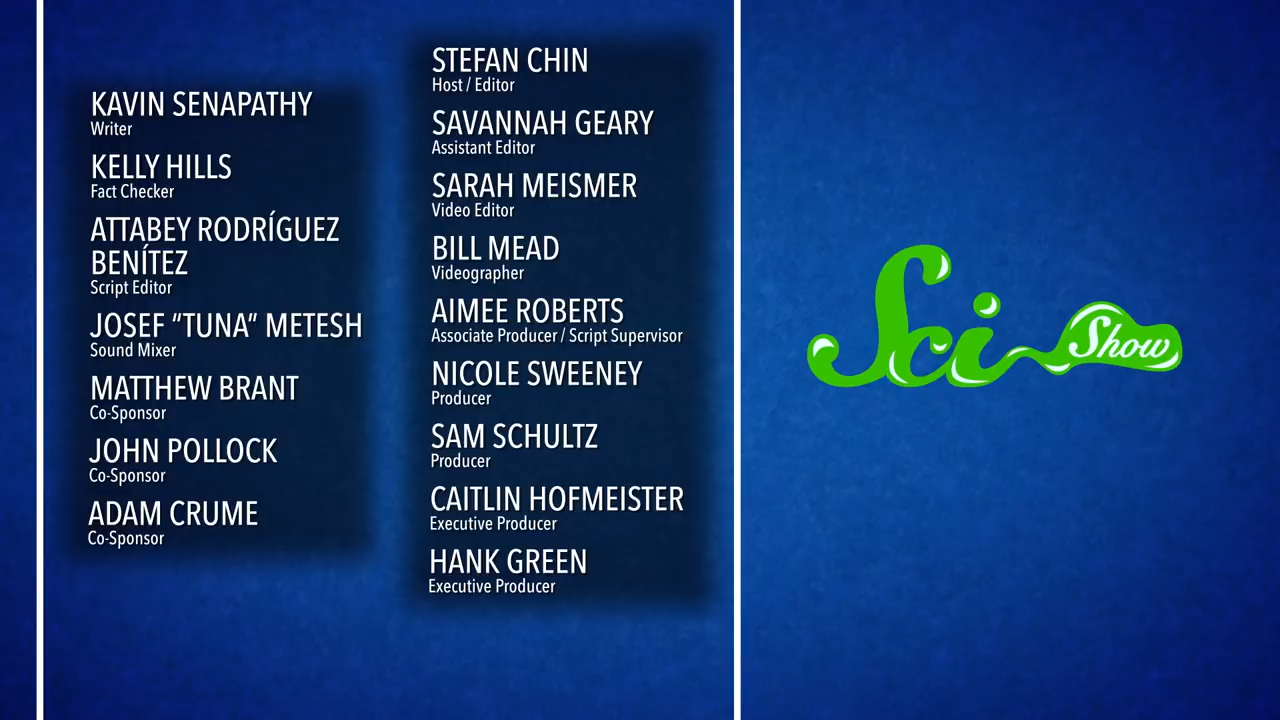 KAVIN SENAPATHY
Writer
KELLY HILLS
Fact Checker
ATTABEY RODRÍGUEZ
BENÍTEZ
Script Editor
JOSEF “TUNA” METESH
Sound Mixer
MATTHEW BRANT
Co-Sponsor
JOHN POLLOCK
Co-Sponsor
ADAM CRUME
Co-Sponsor
STEFAN CHIN
Host / Editor
SAVANNAH GEARY
Assistant Editor
SARAH MEISMER
Video Editor
BILL MEAD
Videographer
AIMEE ROBERTS
Associate Producer / Script Supervisor
NICOLE SWEENEY
Producer
SAM SCHULTZ
Producer
CAITLIN HOFMEISTER
Executive Producer
HANK GREEN
Executive Producer
Sci Show